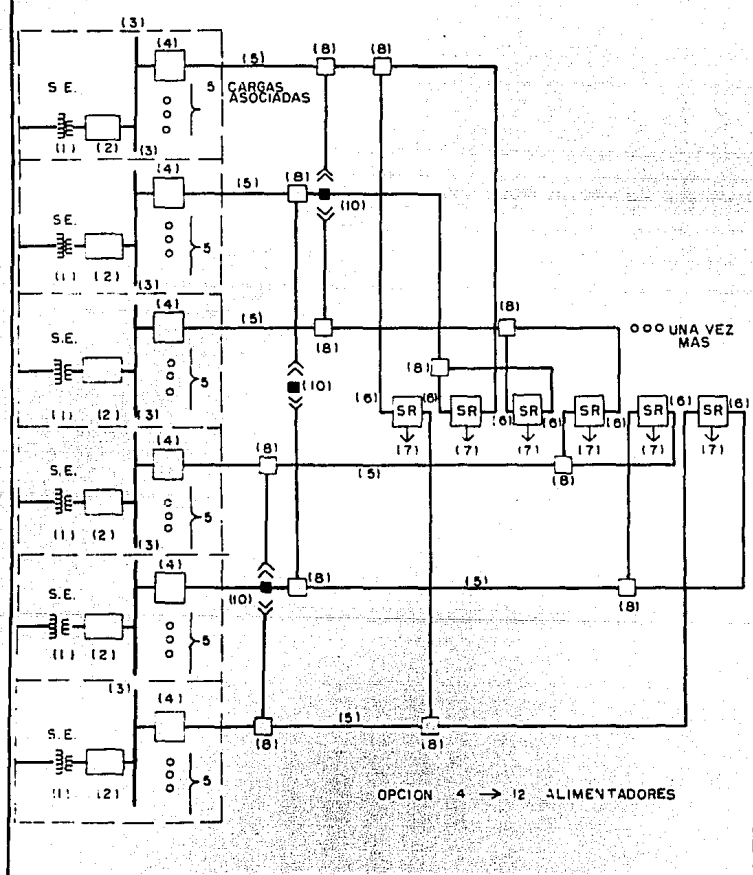 (3)
(4) (8) (8)
(5)
S.E. 5 CARGAS
ASOCIADAS
(1) (2)
(3)
(4) (8)
(5)
(10)
S.E.
5
(1) (2)
(3)
(4) (8)
(5)
(8)
000 UNA VEZ
MAS
S.E.
(8)
5 (10)
(1) (2)
(3)
(6) SR (6) SR (6) SR (6) SR (6) SR (6) SR (6)
(7) (7) (7) (7) (7) (7)
(4) (8)
(5) (8)
S.E.
5
(1) (2)
(3)
(4) (8) (5)
(10) (8)
S.E.
5
(1) (2)
(3)
(4) (5)
(8) (8)
S.E.
5
(1) (2)
OPCION 4 → 12 ALIMENTADORES